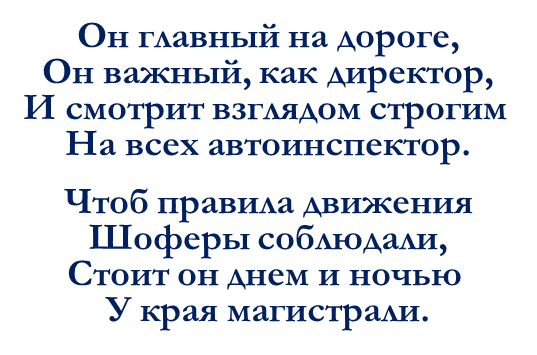 Он главный на дороге,
Он важный, как директор,
И смотрит взглядом строгим
На всех автоинспектор.
Чтоб правила движения
Шоферы соблюдали,
Стоит он днем и ночью
У края магистрали.